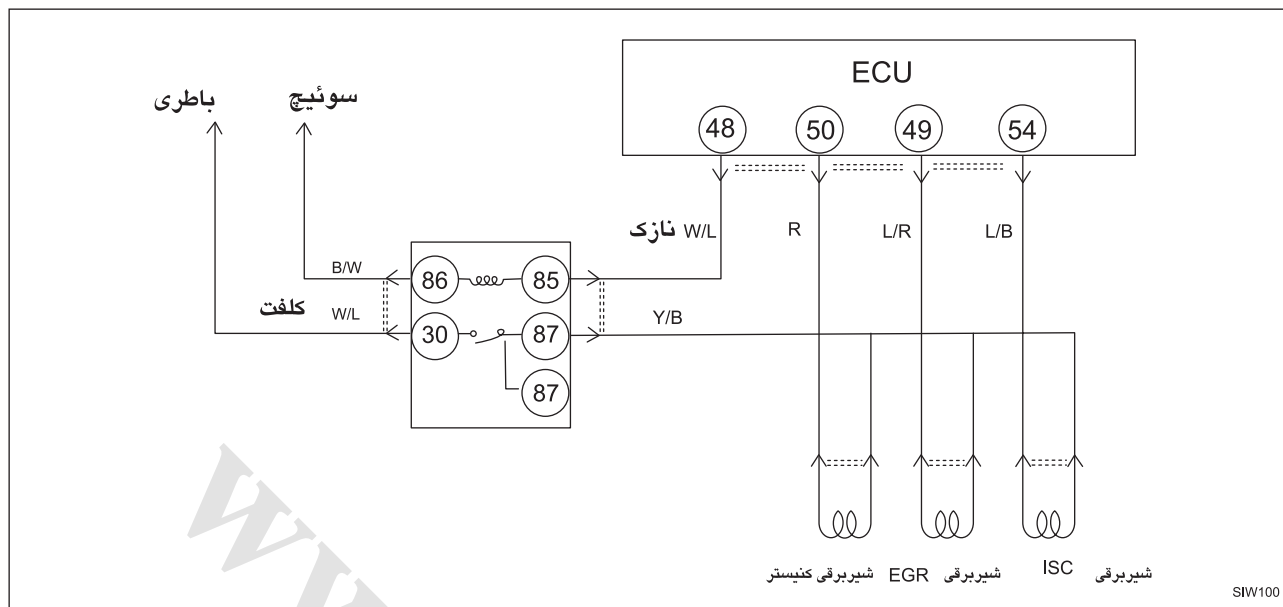 ECU
باطری
سوئیچ
48
50
49
54
نازک W/L
R
L/R
L/B
B/W
86
85
کلفت W/L
30
87
Y/B
87
شیربرقی کنیستر
شیربرقی EGR
شیربرقی ISC
SIW100